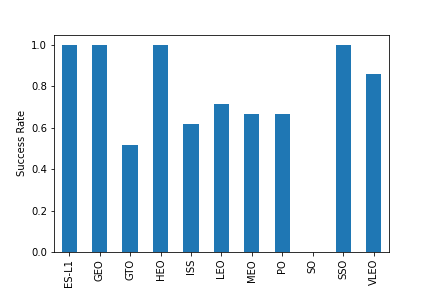 1.0
0.8
0.6
0.4
0.2
0.0
Success Rate
ES-L1
GEO
GTO
HEO
ISS
LEO
MEO
PO
SO
SSO
VLEO